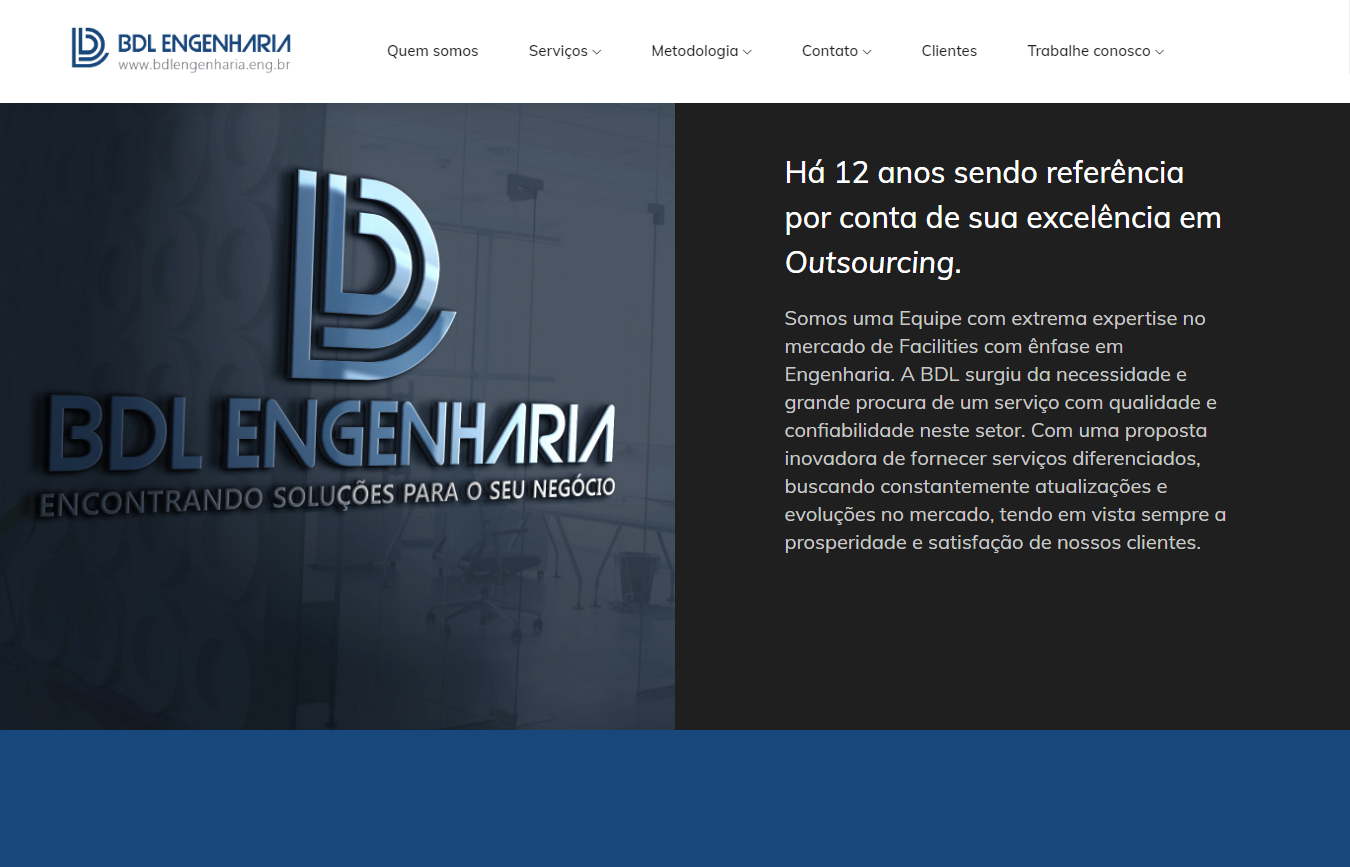 BDL ENGENHARIA
www.bdlengenharia.eng.br
Quem somos
Serviços
Metodologia
Contato
Clientes
Trabalhe conosco
BDL ENGENHARIA
ENCONTRANDO SOLUÇÕES PARA O SEU NEGÓCIO
Há 12 anos sendo referência
por conta de sua excelência em
Outsourcing.
Somos uma Equipe com extrema expertise no
mercado de Facilities com ênfase em
Engenharia. A BDL surgiu da necessidade e
grande procura de um serviço com qualidade e
confiabilidade neste setor. Com uma proposta
inovadora de fornecer serviços diferenciados,
buscando constantemente atualizações e
evoluções no mercado, tendo em vista sempre a
prosperidade e satisfação de nossos clientes.